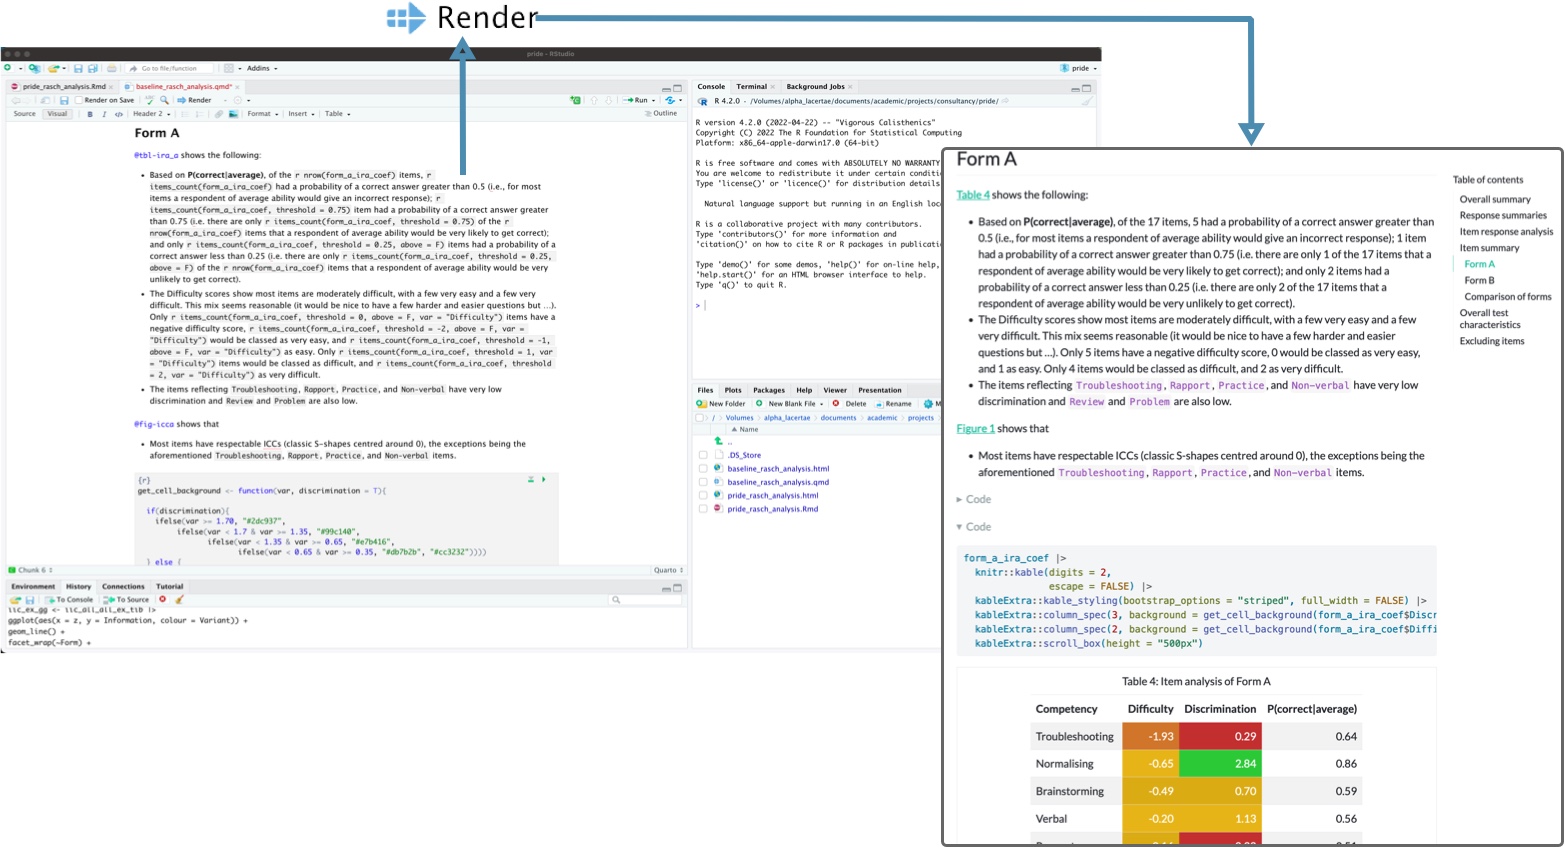 Render
pride - RStudio
Go to file/function
Addins
pride
pride_rasch_analysis.Rmd
baseline_rasch_analysis.qmd*
Render on Save
Render
Run
Source
Visual
B
I
</>
Header 2
Format
Insert
Table
Outline
Form A
@tbl-ira_a shows the following:
• Based on P(correct|average), of the r nrow(form_a_ira_coef) items, r
items_count(form_a_ira_coef) had a probability of a correct answer greater than 0.5 (i.e., for most
items a respondent of average ability would give an incorrect response); r
items_count(form_a_ira_coef, threshold = 0.75) item had a probability of a correct answer greater
than 0.75 (i.e. there are only r items_count(form_a_ira_coef, threshold = 0.75) of the r
nrow(form_a_ira_coef) items that a respondent of average ability would be very likely to get correct);
and only r items_count(form_a_ira_coef, threshold = 0.25, above = F) items had a probability of a
correct answer less than 0.25 (i.e. there are only r items_count(form_a_ira_coef, threshold = 0.25,
above = F) of the r nrow(form_a_ira_coef) items that a respondent of average ability would be very
unlikely to get correct).
• The Difficulty scores show most items are moderately difficult, with a few very easy and a few very
difficult. This mix seems reasonable (it would be nice to have a few harder and easier questions but ...).
Only r items_count(form_a_ira_coef, threshold = 0, above = F, var = "Difficulty") items have a
negative difficulty score, r items_count(form_a_ira_coef, threshold = -2, above = F, var =
"Difficulty") would be classed as very easy, and r items_count(form_a_ira_coef, threshold = -1,
above = F, var = "Difficulty") as easy. Only r items_count(form_a_ira_coef, threshold = 1, var
= "Difficulty") items would be classed as difficult, and r items_count(form_a_ira_coef, threshold
= 2, var = "Difficulty") as very difficult.
• The items reflecting Troubleshooting, Rapport, Practice, and Non-verbal have very low
discrimination and Review and Problem are also low.
@fig-icca shows that
• Most items have respectable ICCs (classic S-shapes centred around 0), the exceptions being the
aforementioned Troubleshooting, Rapport, Practice, and Non-verbal items.
{r}
get_cell_background <- function(var, discrimination = T){
if(discrimination){
ifelse(var >= 1.70, "#2dc937",
ifelse(var < 1.7 & var >= 1.35, "#99c140",
ifelse(var < 1.35 & var >= 0.65, "#e7b416",
ifelse(var < 0.65 & var >= 0.35, "#db7b2b", "#cc3232"))))
} else {
Chunk 6
Quarto
Environment
History
Connections
Tutorial
To Console
To Source
iic_ex_gg <- iic_all_all_ex_tib |>
ggplot(aes(x = z, y = Information, colour = Variant)) +
geom_line() +
facet_wrap(~Form) +
Console
Terminal
Background Jobs
R 4.2.0 · /Volumes/alpha_lacertae/documents/academic/projects/consultancy/pride/
R version 4.2.0 (2022-04-22) -- "Vigorous Calisthenics"
Copyright (C) 2022 The R Foundation for Statistical Computing
Platform: x86_64-apple-darwin17.0 (64-bit)
R is free software and comes with ABSOLUTELY NO WARRANTY
You are welcome to redistribute it under certain conditi
Type 'license()' or 'licence()' for distribution details
Natural language support but running in an English loc
R is a collaborative project with many contributors.
Type 'contributors()' for more information and
'citation()' on how to cite R or R packages in publicatio
Type 'demo()' for some demos, 'help()' for on-line help,
'help.start()' for an HTML browser interface to help.
Type 'q()' to quit R.
>
Files
Plots
Packages
Help
Viewer
Presentation
New Folder
New Blank File
Delete
Rename
M
/
Volumes
alpha_lacertae
documents
academic
projects
Name
..
.DS_Store
baseline_rasch_analysis.html
baseline_rasch_analysis.qmd
pride_rasch_analysis.html
pride_rasch_analysis.Rmd
Form A
Table 4 shows the following:
• Based on P(correct|average), of the 17 items, 5 had a probability of a correct answer greater than
0.5 (i.e., for most items a respondent of average ability would give an incorrect response); 1 item
had a probability of a correct answer greater than 0.75 (i.e. there are only 1 of the 17 items that a
respondent of average ability would be very likely to get correct); and only 2 items had a
probability of a correct answer less than 0.25 (i.e. there are only 2 of the 17 items that a
respondent of average ability would be very unlikely to get correct).
• The Difficulty scores show most items are moderately difficult, with a few very easy and a few
very difficult. This mix seems reasonable (it would be nice to have a few harder and easier
questions but ...). Only 5 items have a negative difficulty score, 0 would be classed as very easy,
and 1 as easy. Only 4 items would be classed as difficult, and 2 as very difficult.
• The items reflecting Troubleshooting, Rapport, Practice, and Non-verbal have very low
discrimination and Review and Problem are also low.
Figure 1 shows that
• Most items have respectable ICCs (classic S-shapes centred around 0), the exceptions being the
aforementioned Troubleshooting, Rapport, Practice, and Non-verbal items.
Code
Code
form_a_ira_coef |>
knitr::kable(digits = 2,
escape = FALSE) |>
kableExtra::kable_styling(bootstrap_options = "striped", full_width = FALSE) |>
kableExtra::column_spec(3, background = get_cell_background(form_a_ira_coef$Discr
kableExtra::column_spec(2, background = get_cell_background(form_a_ira_coef$Diffi
kableExtra::scroll_box(height = "500px")
Table 4: Item analysis of Form A
Competency Difficulty Discrimination P(correct|average)
Troubleshooting -1.93 0.29 0.64
Normalising -0.65 2.84 0.86
Brainstorming -0.49 0.70 0.59
Verbal -0.20 1.13 0.56
Table of contents
Overall summary
Response summaries
Item response analysis
Item summary
Form A
Form B
Comparison of forms
Overall test
characteristics
Excluding items